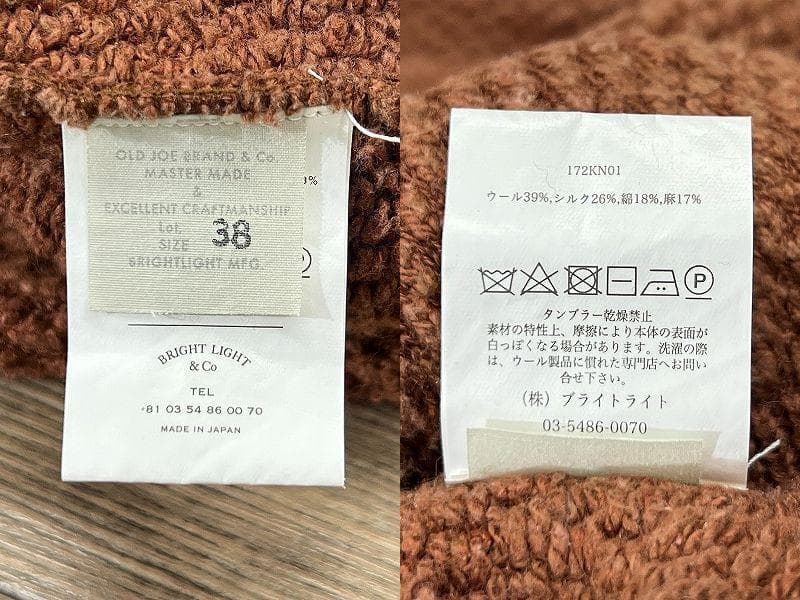 OLD JOE BRAND & Co.
MASTER MADE
&
EXCELLENT CRAFTMANSHIP
Lot.
SIZE 38
BRIGHTLIGHT MFG.
%
BRIGHT LIGHT
& Co
TEL
+81 03 54 86 00 70
MADE IN JAPAN
172KN01
ウール39%,シルク26%,綿18%,麻17%
P
タンブラー乾燥禁止
素材の特性上、摩擦により本体の表面が
白っぽくなる場合があります。洗濯の際
は、ウール製品に慣れた専門店へお問い
合せ下さい。
(株)ブライトライト
03-5486-0070